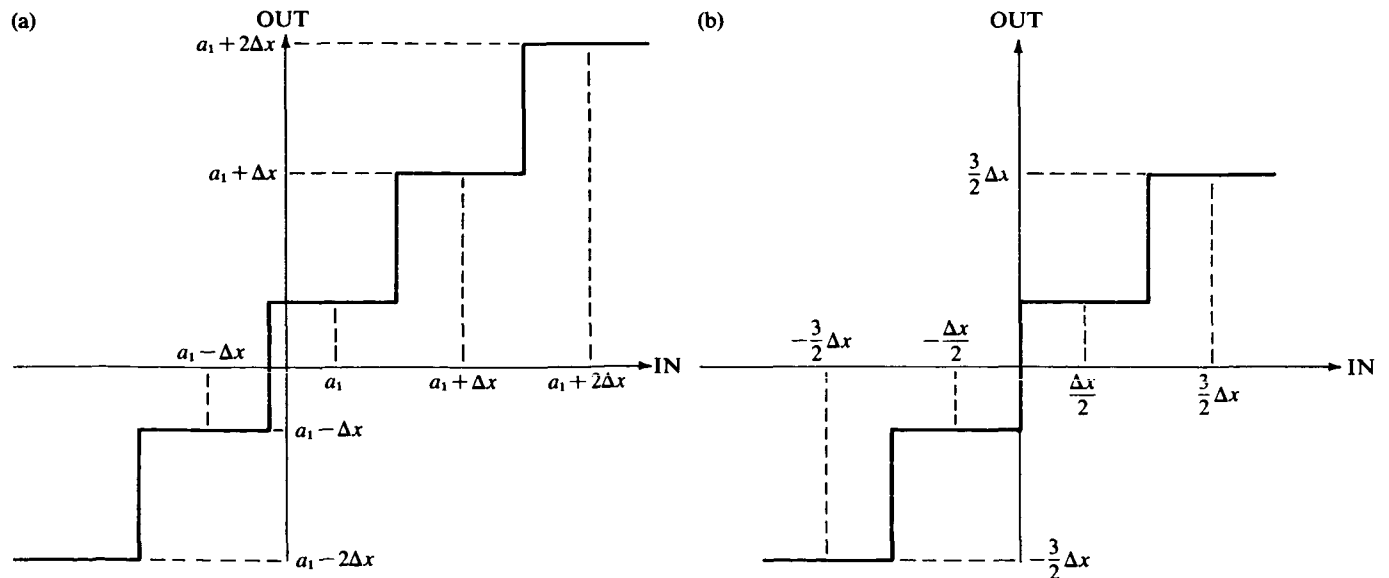 (a)
OUT
a₁ + 2Δx
a₁ + Δx
a₁ − Δx
IN
a₁
a₁ + Δx
a₁ + 2Δx
a₁ − Δx
a₁ − 2Δx
(b)
OUT
3/2 Δx
−3/2 Δx
−Δx/2
IN
Δx/2
3/2 Δx
−3/2 Δx